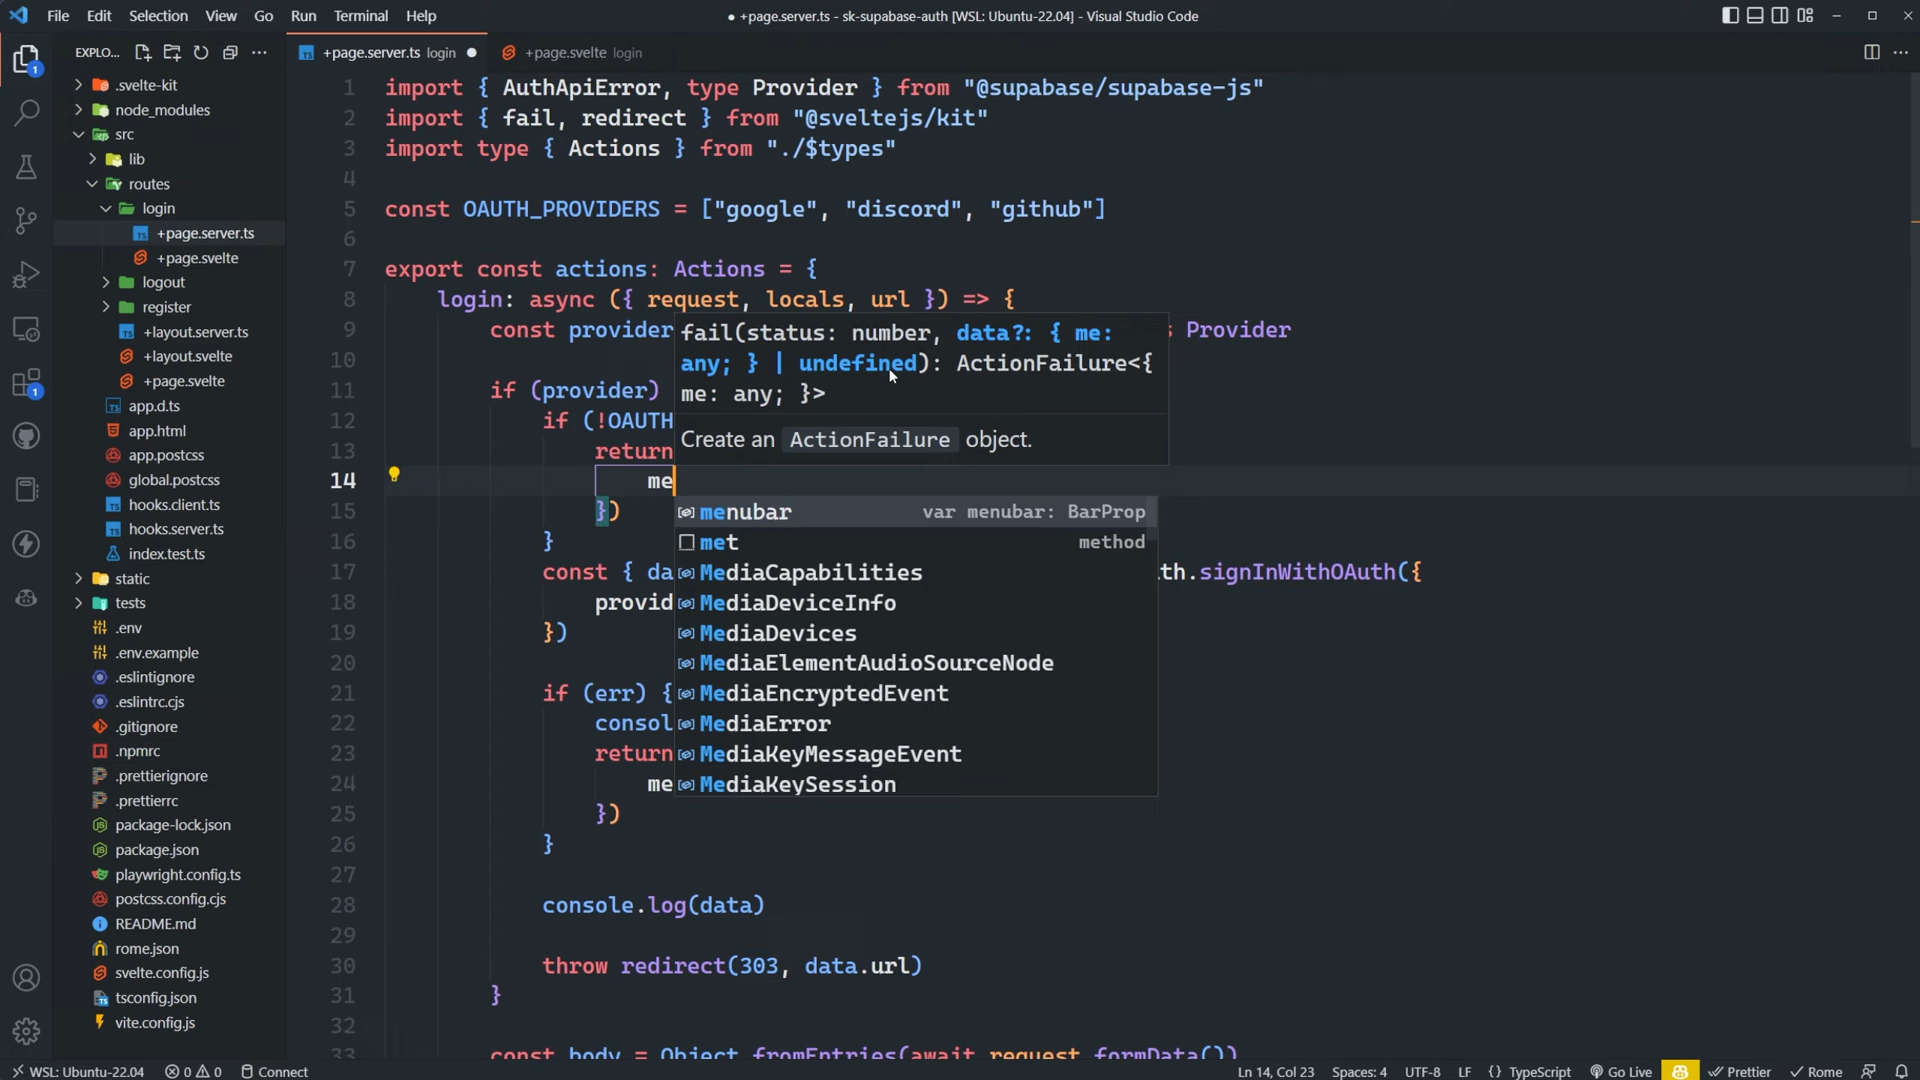 File Edit Selection View Go Run Terminal Help
● +page.server.ts - sk-supabase-auth [WSL: Ubuntu-22.04] - Visual Studio Code
EXPLO...
+page.server.ts login
+page.svelte login
.svelte-kit
node_modules
src
lib
routes
login
+page.server.ts
+page.svelte
logout
register
+layout.server.ts
+layout.svelte
+page.svelte
app.d.ts
app.html
app.postcss
global.postcss
hooks.client.ts
hooks.server.ts
index.test.ts
static
tests
.env
.env.example
.eslintignore
.eslintrc.cjs
.gitignore
.npmrc
.prettierignore
.prettierrc
package-lock.json
package.json
playwright.config.ts
postcss.config.cjs
README.md
rome.json
svelte.config.js
tsconfig.json
vite.config.js
1 import { AuthApiError, type Provider } from "@supabase/supabase-js"
2 import { fail, redirect } from "@sveltejs/kit"
3 import type { Actions } from "./$types"
4
5 const OAUTH_PROVIDERS = ["google", "discord", "github"]
6
7 export const actions: Actions = {
8 login: async ({ request, locals, url }) => {
9 const provider s Provider
10
11 if (provider)
12 if (!OAUTH
13 return
14 me
15 })
16 }
17 const { da th.signInWithOAuth({
18 provid
19 })
20
21 if (err) {
22 consol
23 return
24 me
25 })
26 }
27
28 console.log(data)
29
30 throw redirect(303, data.url)
31 }
32
33 const body = Object.fromEntries(await request.formData())
fail(status: number, data?: { me:
any; } | undefined): ActionFailure<{
me: any; }>
Create an ActionFailure object.
menubar var menubar: BarProp
met method
MediaCapabilities
MediaDeviceInfo
MediaDevices
MediaElementAudioSourceNode
MediaEncryptedEvent
MediaError
MediaKeyMessageEvent
MediaKeySession
1
1
WSL: Ubuntu-22.04 0 0 Connect Ln 14, Col 23 Spaces: 4 UTF-8 LF {} TypeScript Go Live Prettier Rome